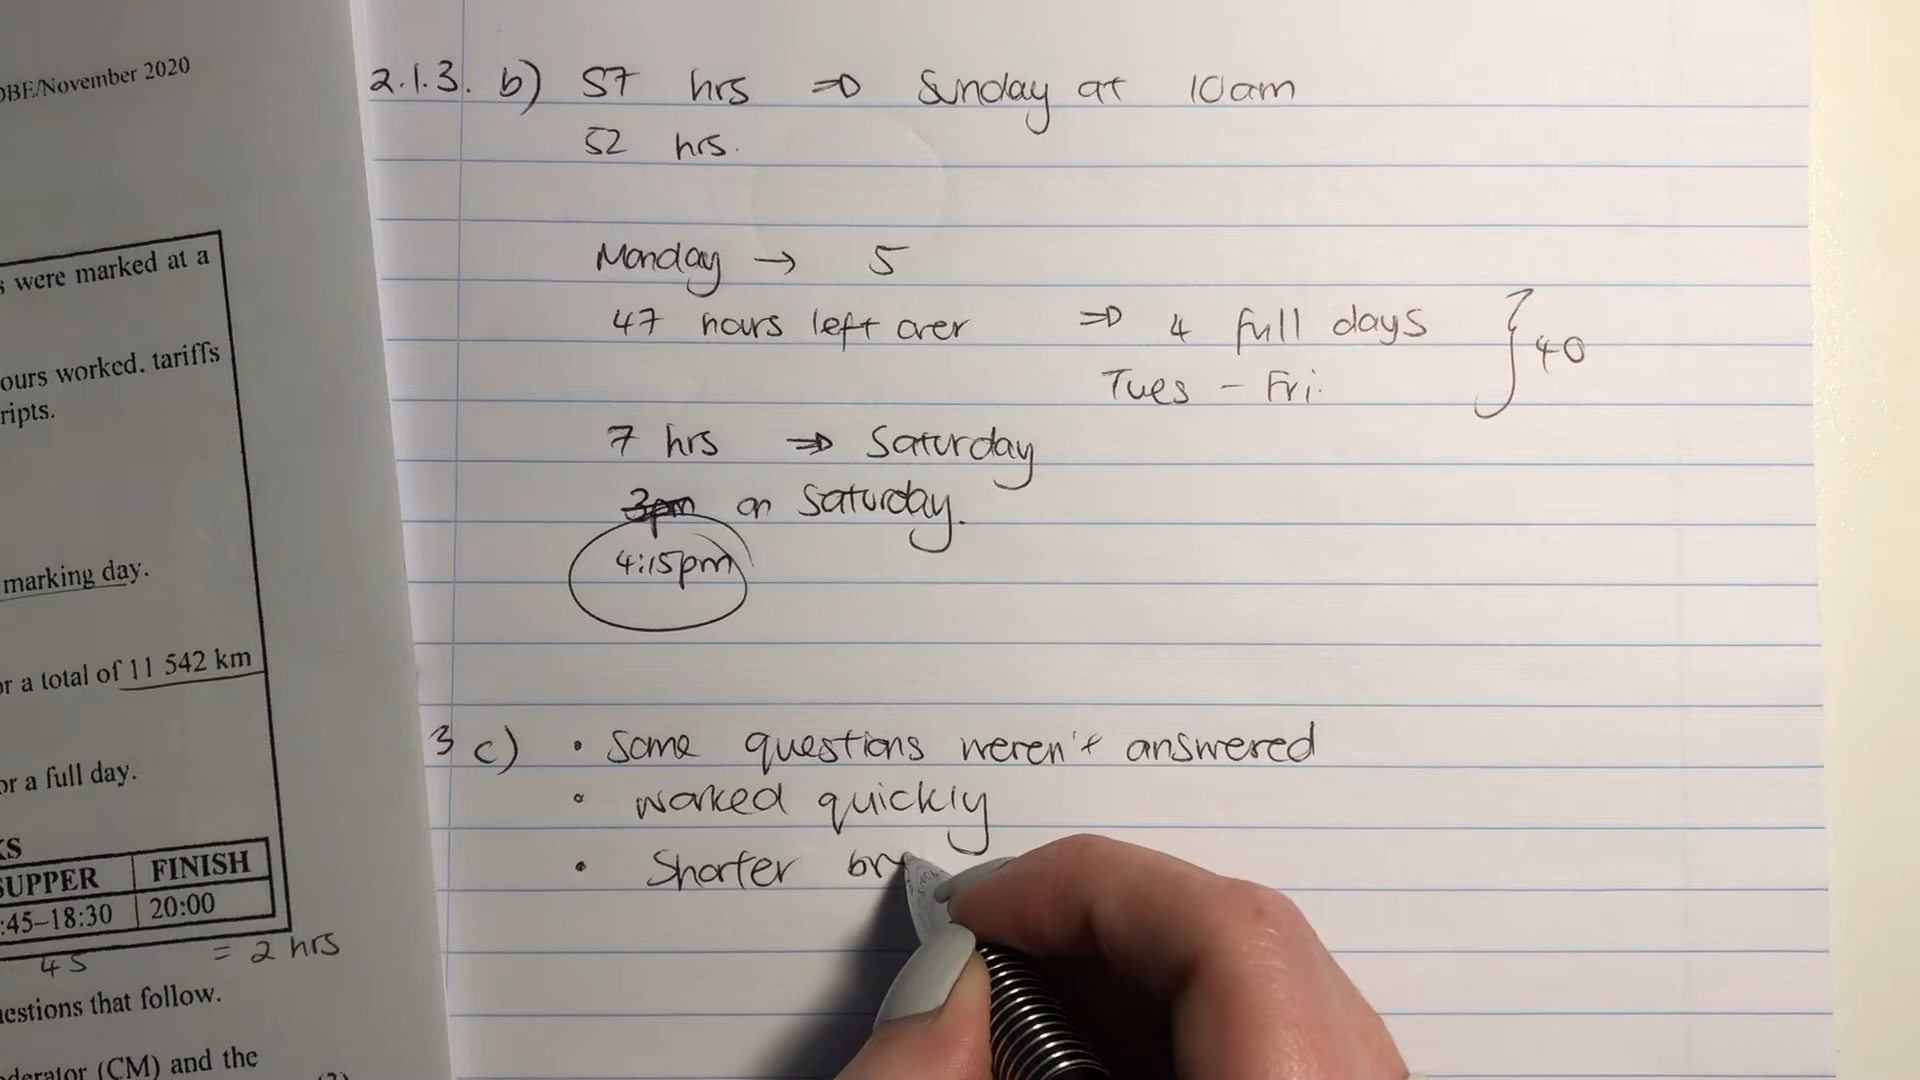 DBE/November 2020
s were marked at a
ours worked, tariffs
ripts.
marking day.
or a total of 11 542 km
or a full day.
KS
SUPPER FINISH
:45–18:30 20:00
45 = 2 hrs
estions that follow.
derator (CM) and the
(2)
2.1.3. b) 57 hrs ⇒ Sunday at 10am
52 hrs.
Monday → 5
47 hours left over ⇒ 4 full days } 40
Tues – Fri.
7 hrs ⇒ Saturday
3pm on Saturday.
4:15pm
3 c) • Some questions weren't answered
• worked quickly
• Shorter br